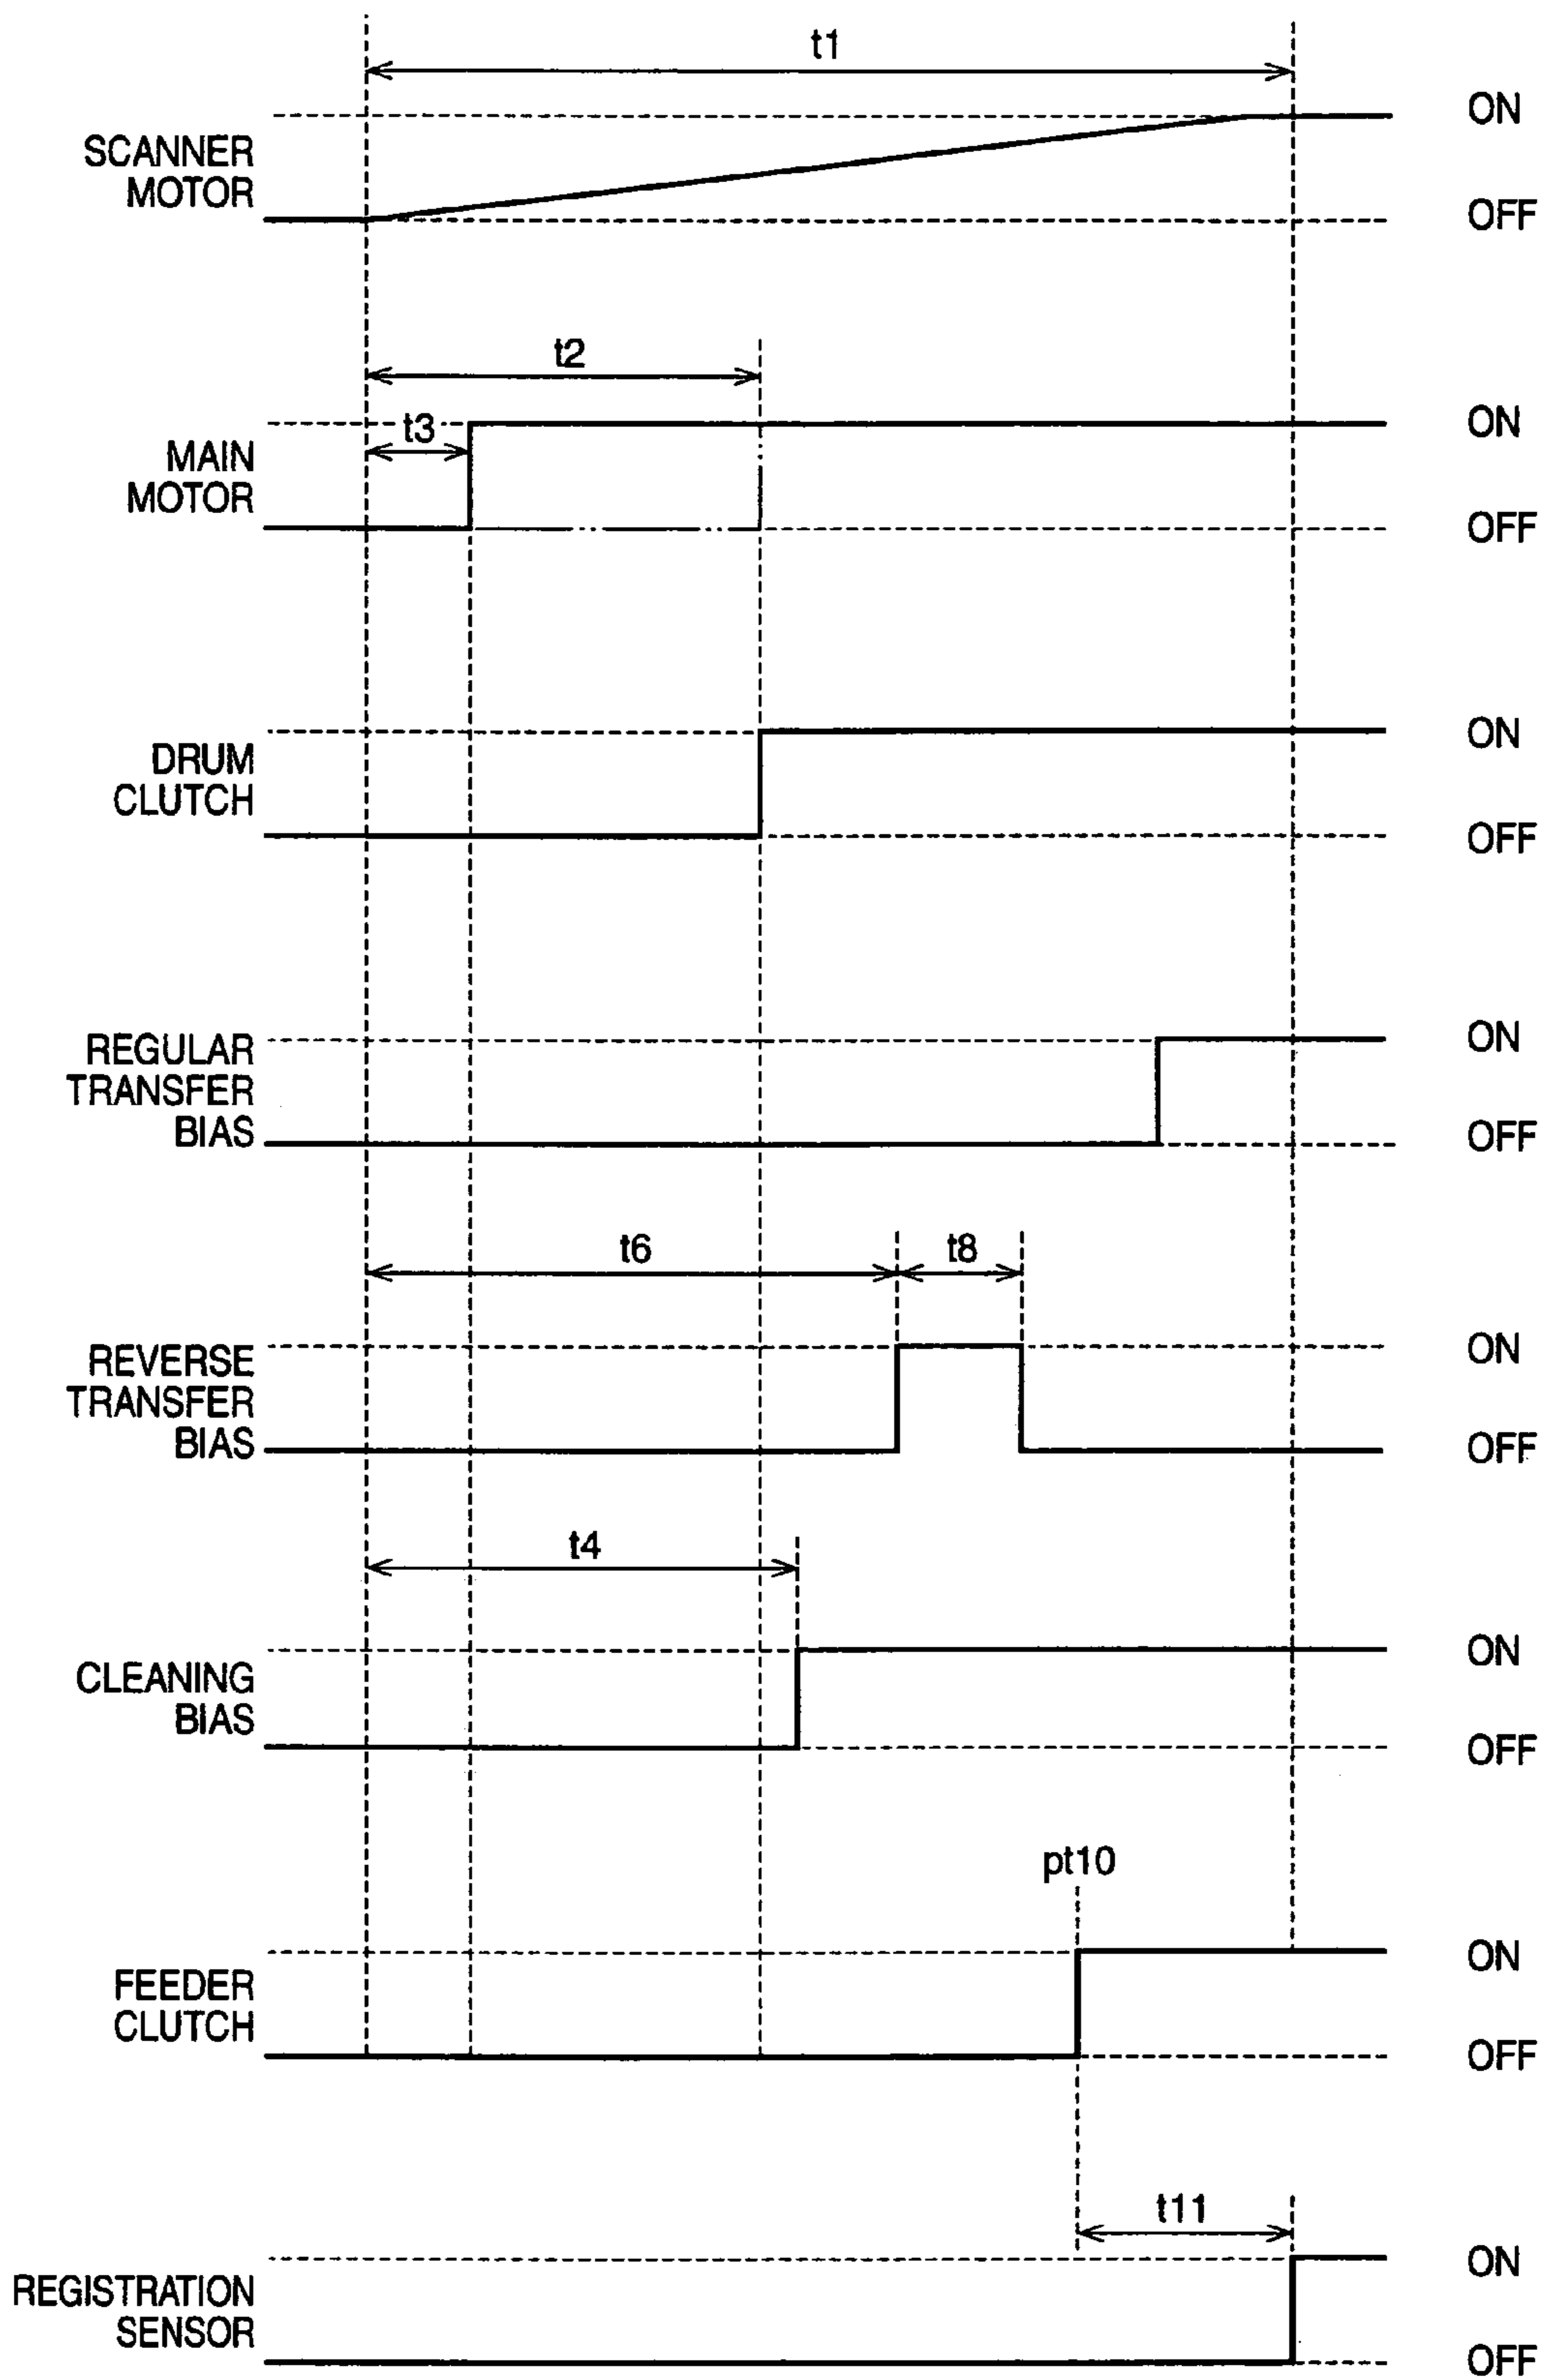 t1
ON
SCANNER
MOTOR
OFF
t2
ON
t3
MAIN
MOTOR
OFF
ON
DRUM
CLUTCH
OFF
ON
REGULAR
TRANSFER
BIAS
OFF
t6 t8
ON
REVERSE
TRANSFER
BIAS
OFF
t4
ON
CLEANING
BIAS
OFF
pt10
ON
FEEDER
CLUTCH
OFF
t11
ON
REGISTRATION
SENSOR
OFF